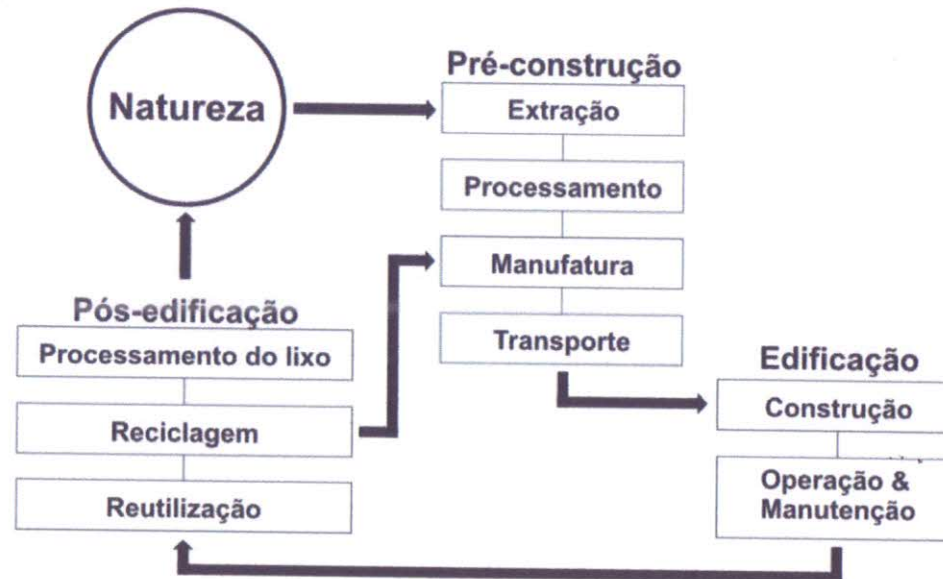 Natureza
Pré-construção
Extração
Processamento
Manufatura
Transporte
Pós-edificação
Processamento do lixo
Reciclagem
Reutilização
Edificação
Construção
Operação &
Manutenção